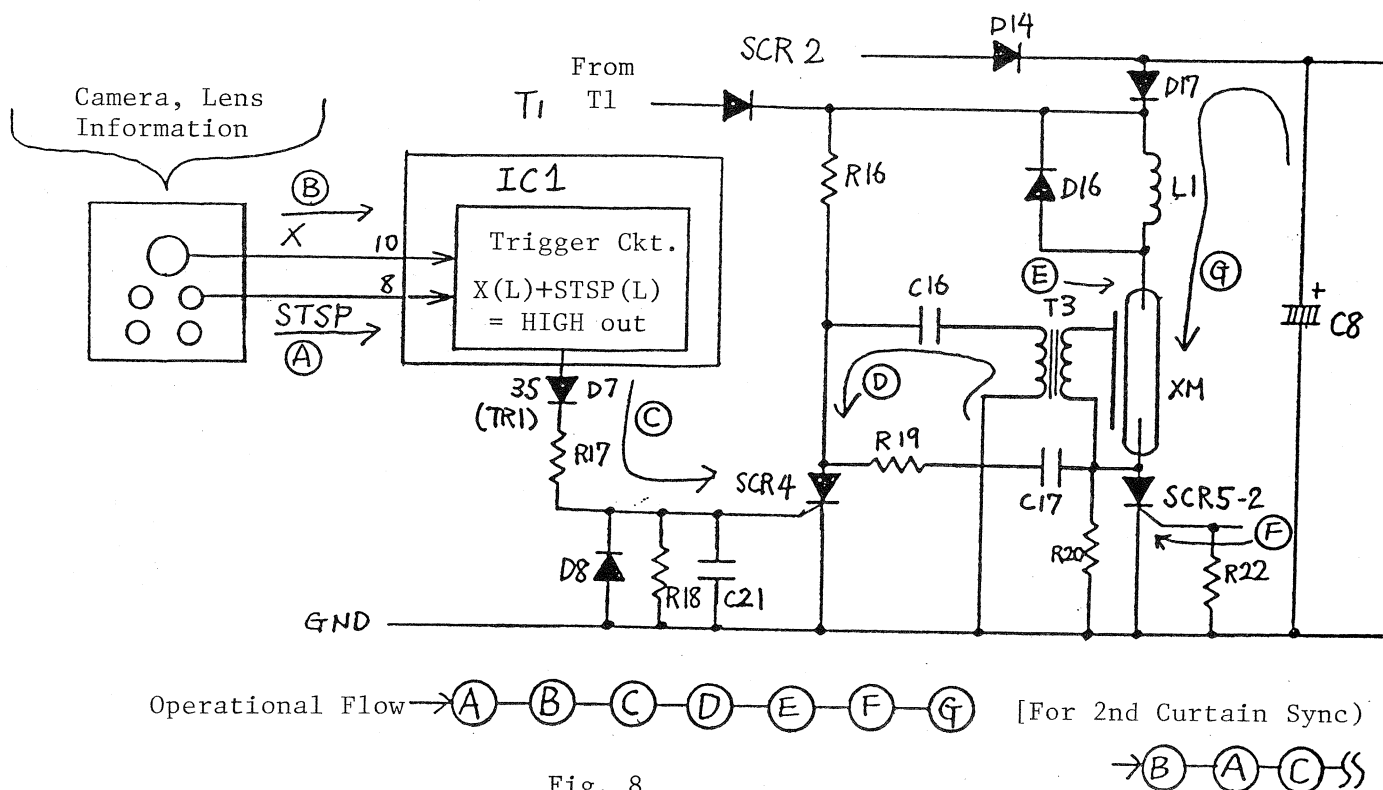 D14
SCR 2
From
T1
T1
D17
Camera, Lens
Information
IC1
R16
D16
L1
B
X
10
Trigger Ckt.
8
X(L)+STSP(L)
= HIGH out
STSP
A
E
G
C16
T3
C8
+
D
XM
35
D7
(TR1)
C
R17
R19
SCR4
C17
SCR5-2
F
D8
R18
C21
R20
R22
GND
Operational Flow → A B C D E F G
[For 2nd Curtain Sync)
→ B A C
Fig. 8